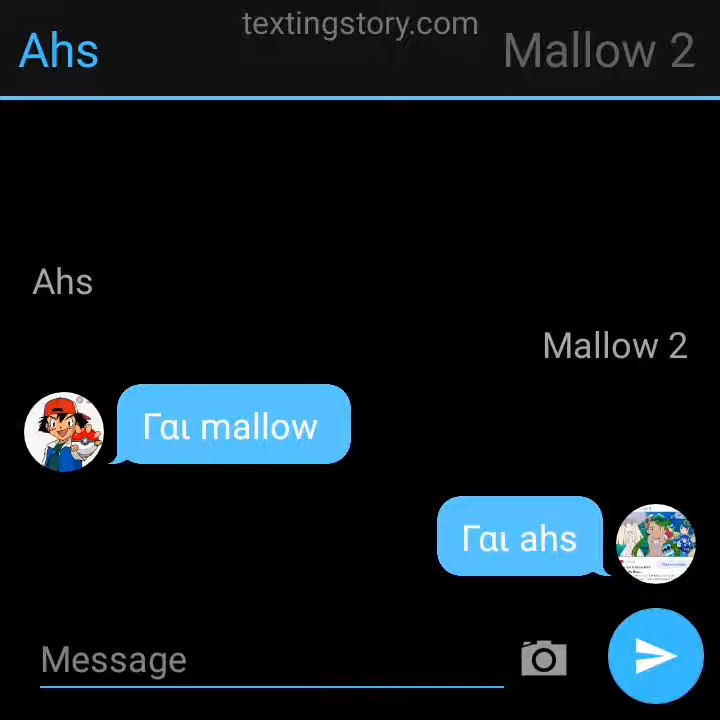 textingstory.com
Ahs
Mallow 2
Ahs
Mallow 2
Γαι mallow
Γαι ahs
Message